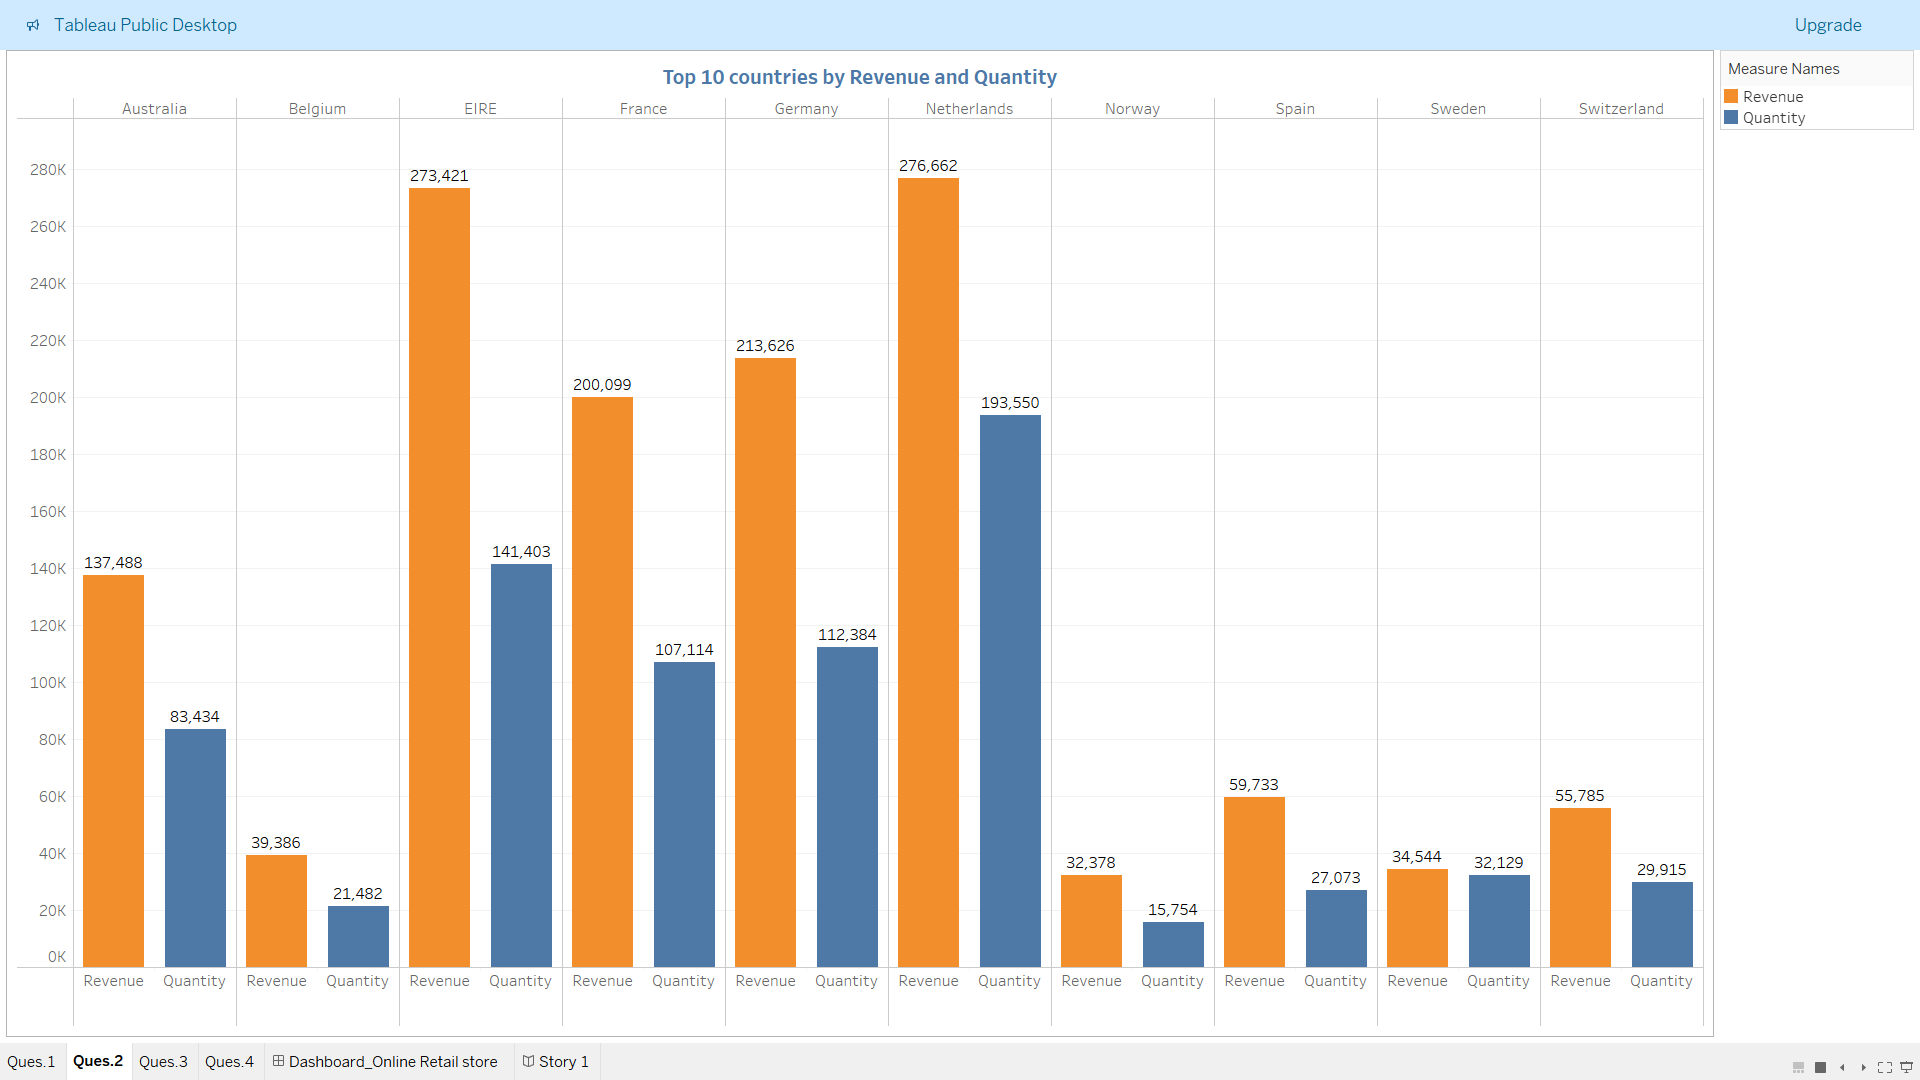 Tableau Public Desktop Upgrade
Top 10 countries by Revenue and Quantity
Measure Names
Revenue
Quantity
Australia Belgium EIRE France Germany Netherlands Norway Spain Sweden Switzerland
280K
260K
240K
220K
200K
180K
160K
140K
120K
100K
80K
60K
40K
20K
0K
137,488 83,434
39,386 21,482
273,421 141,403
200,099 107,114
213,626 112,384
276,662 193,550
32,378 15,754
59,733 27,073
34,544 32,129
55,785 29,915
Revenue Quantity Revenue Quantity Revenue Quantity Revenue Quantity Revenue Quantity Revenue Quantity Revenue Quantity Revenue Quantity Revenue Quantity Revenue Quantity
Ques.1 Ques.2 Ques.3 Ques.4 Dashboard_Online Retail store Story 1